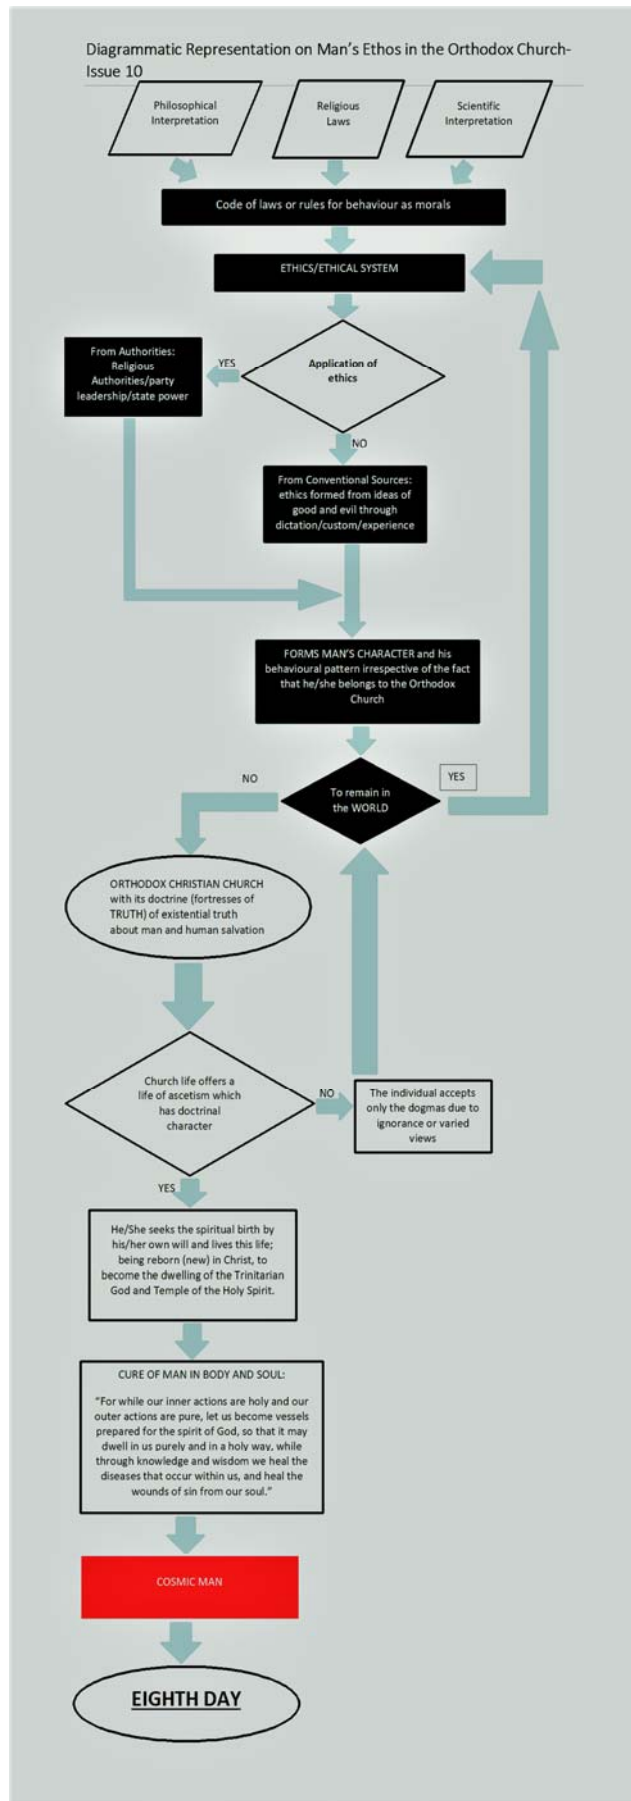 Diagrammatic Representation on Man's Ethos in the Orthodox Church-
Issue 10
Philosophical
Interpretation
Religious
Laws
Scientific
Interpretation
Code of laws or rules for behaviour as morals
ETHICS/ETHICAL SYSTEM
From Authorities:
Religious
Authorities/party
leadership/state power
YES
Application of
ethics
NO
From Conventional Sources:
ethics formed from ideas of
good and evil through
dictation/custom/experience
FORMS MAN'S CHARACTER and his
behavioural pattern irrespective of the fact
that he/she belongs to the Orthodox
Church
NO
YES
To remain in
the WORLD
ORTHODOX CHRISTIAN CHURCH
with its doctrine (fortresses of
TRUTH) of existential truth
about man and human salvation
Church life offers a
life of ascetism which
has doctrinal
character
NO
The individual accepts
only the dogmas due to
ignorance or varied
views
YES
He/She seeks the spiritual birth by
his/her own will and lives this life;
being reborn (new) in Christ, to
become the dwelling of the Trinitarian
God and Temple of the Holy Spirit.
CURE OF MAN IN BODY AND SOUL:
"For while our inner actions are holy and our
outer actions are pure, let us become vessels
prepared for the spirit of God, so that it may
dwell in us purely and in a holy way, while
through knowledge and wisdom we heal the
diseases that occur within us, and heal the
wounds of sin from our soul."
COSMIC MAN
EIGHTH DAY